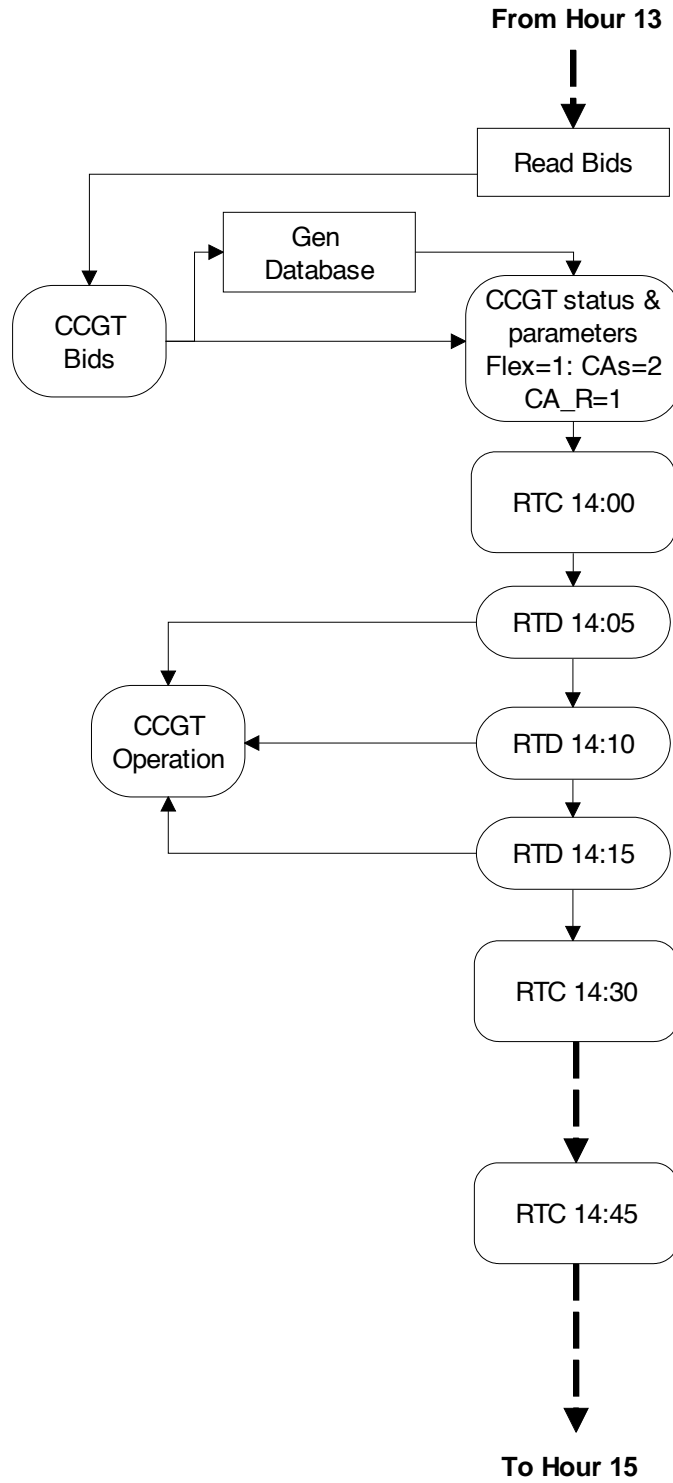 From Hour 13
Read Bids
Gen
Database
CCGT
Bids
CCGT status &
parameters
Flex=1: CAs=2
CA_R=1
RTC 14:00
RTD 14:05
CCGT
Operation
RTD 14:10
RTD 14:15
RTC 14:30
RTC 14:45
To Hour 15